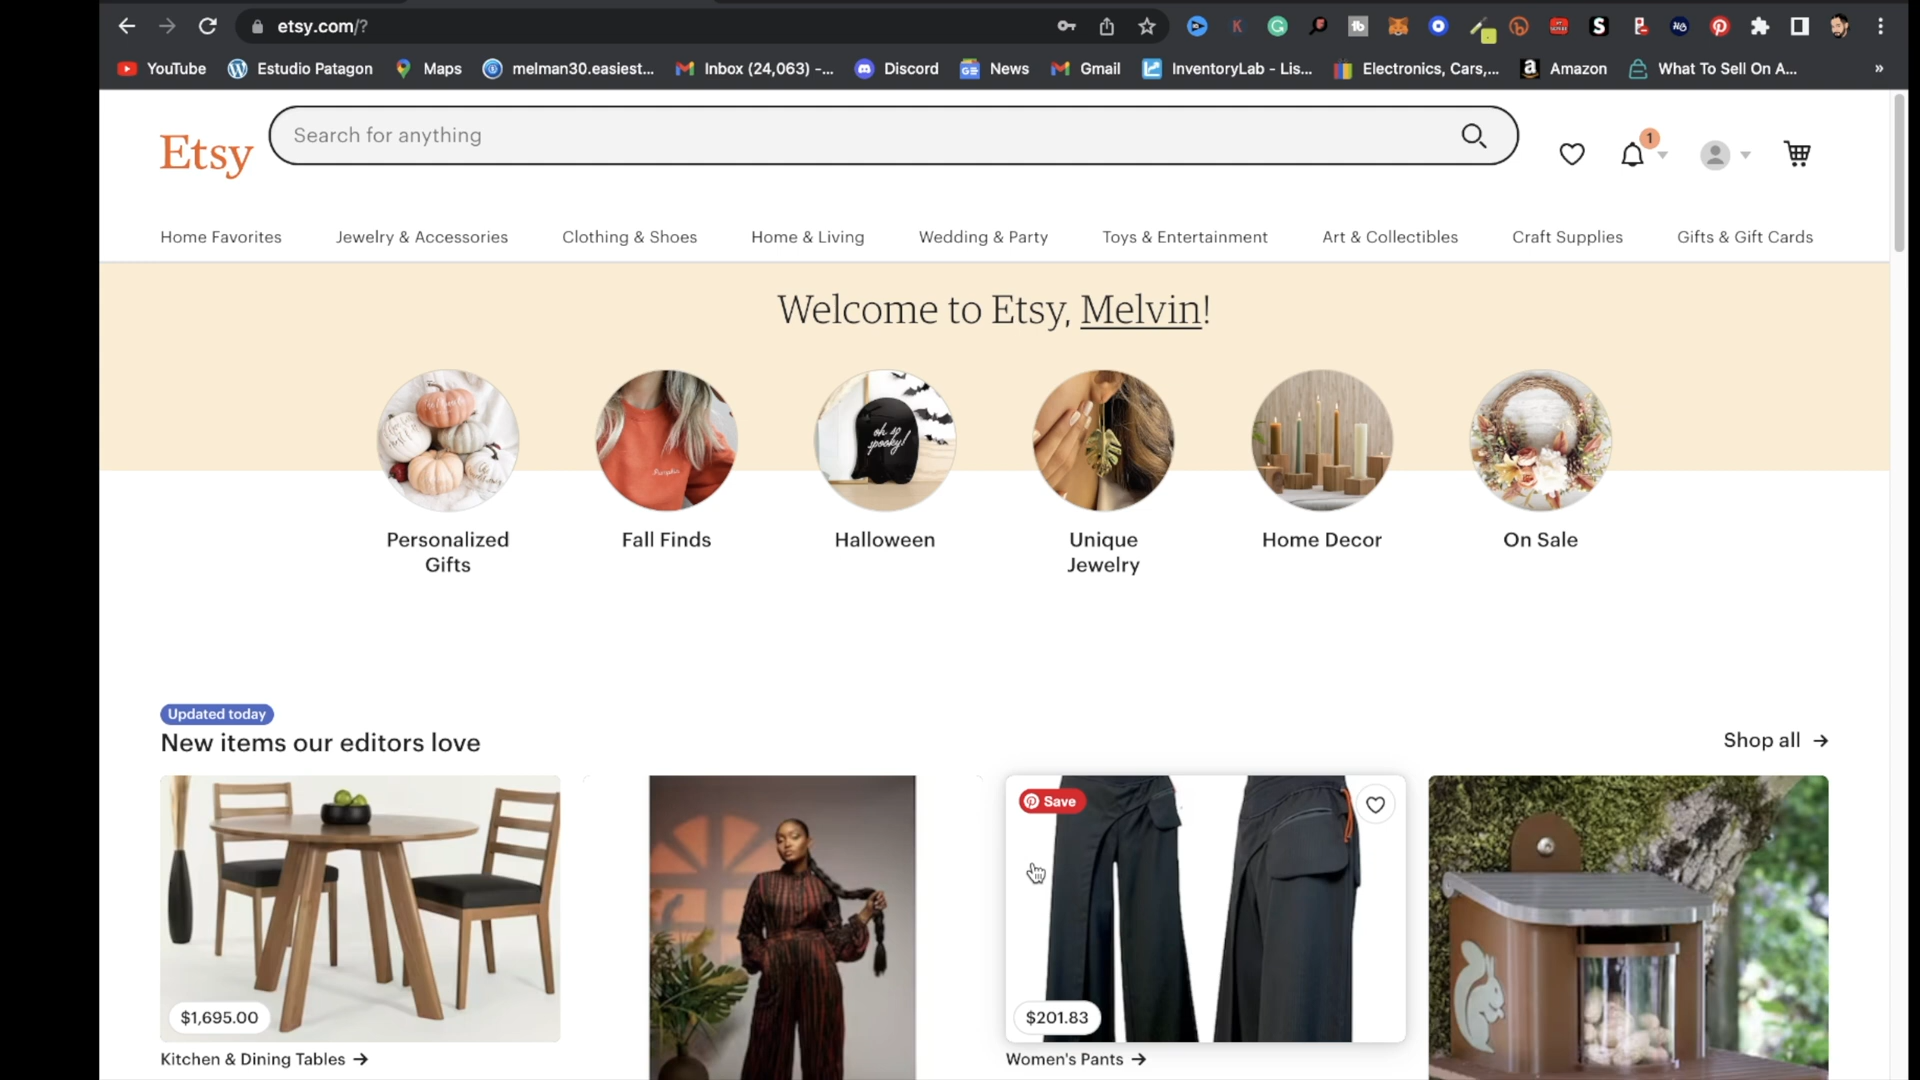 etsy.com/?
YouTube
Estudio Patagon
Maps
melman30.easiest...
Inbox (24,063) -...
Discord
News
Gmail
InventoryLab - Lis...
Electronics, Cars,...
Amazon
What To Sell On A...
»
Etsy
Search for anything
1
Home Favorites
Jewelry & Accessories
Clothing & Shoes
Home & Living
Wedding & Party
Toys & Entertainment
Art & Collectibles
Craft Supplies
Gifts & Gift Cards
Welcome to Etsy, Melvin!
oh so
spooky!
Personalized
Gifts
Fall Finds
Halloween
Unique
Jewelry
Home Decor
On Sale
Updated today
New items our editors love
Shop all
Save
$1,695.00
$201.83
Kitchen & Dining Tables
Women's Pants